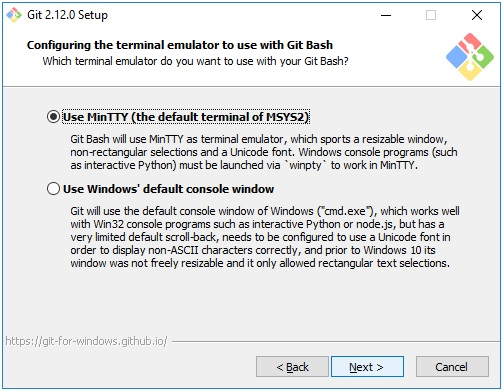 Git 2.12.0 Setup
Configuring the terminal emulator to use with Git Bash
Which terminal emulator do you want to use with your Git Bash?
Use MinTTY (the default terminal of MSYS2)
Git Bash will use MinTTY as terminal emulator, which sports a resizable window,
non-rectangular selections and a Unicode font. Windows console programs (such
as interactive Python) must be launched via `winpty` to work in MinTTY.
Use Windows' default console window
Git will use the default console window of Windows ("cmd.exe"), which works well
with Win32 console programs such as interactive Python or node.js, but has a
very limited default scroll-back, needs to be configured to use a Unicode font in
order to display non-ASCII characters correctly, and prior to Windows 10 its
window was not freely resizable and it only allowed rectangular text selections.
https://git-for-windows.github.io/
< Back
Next >
Cancel